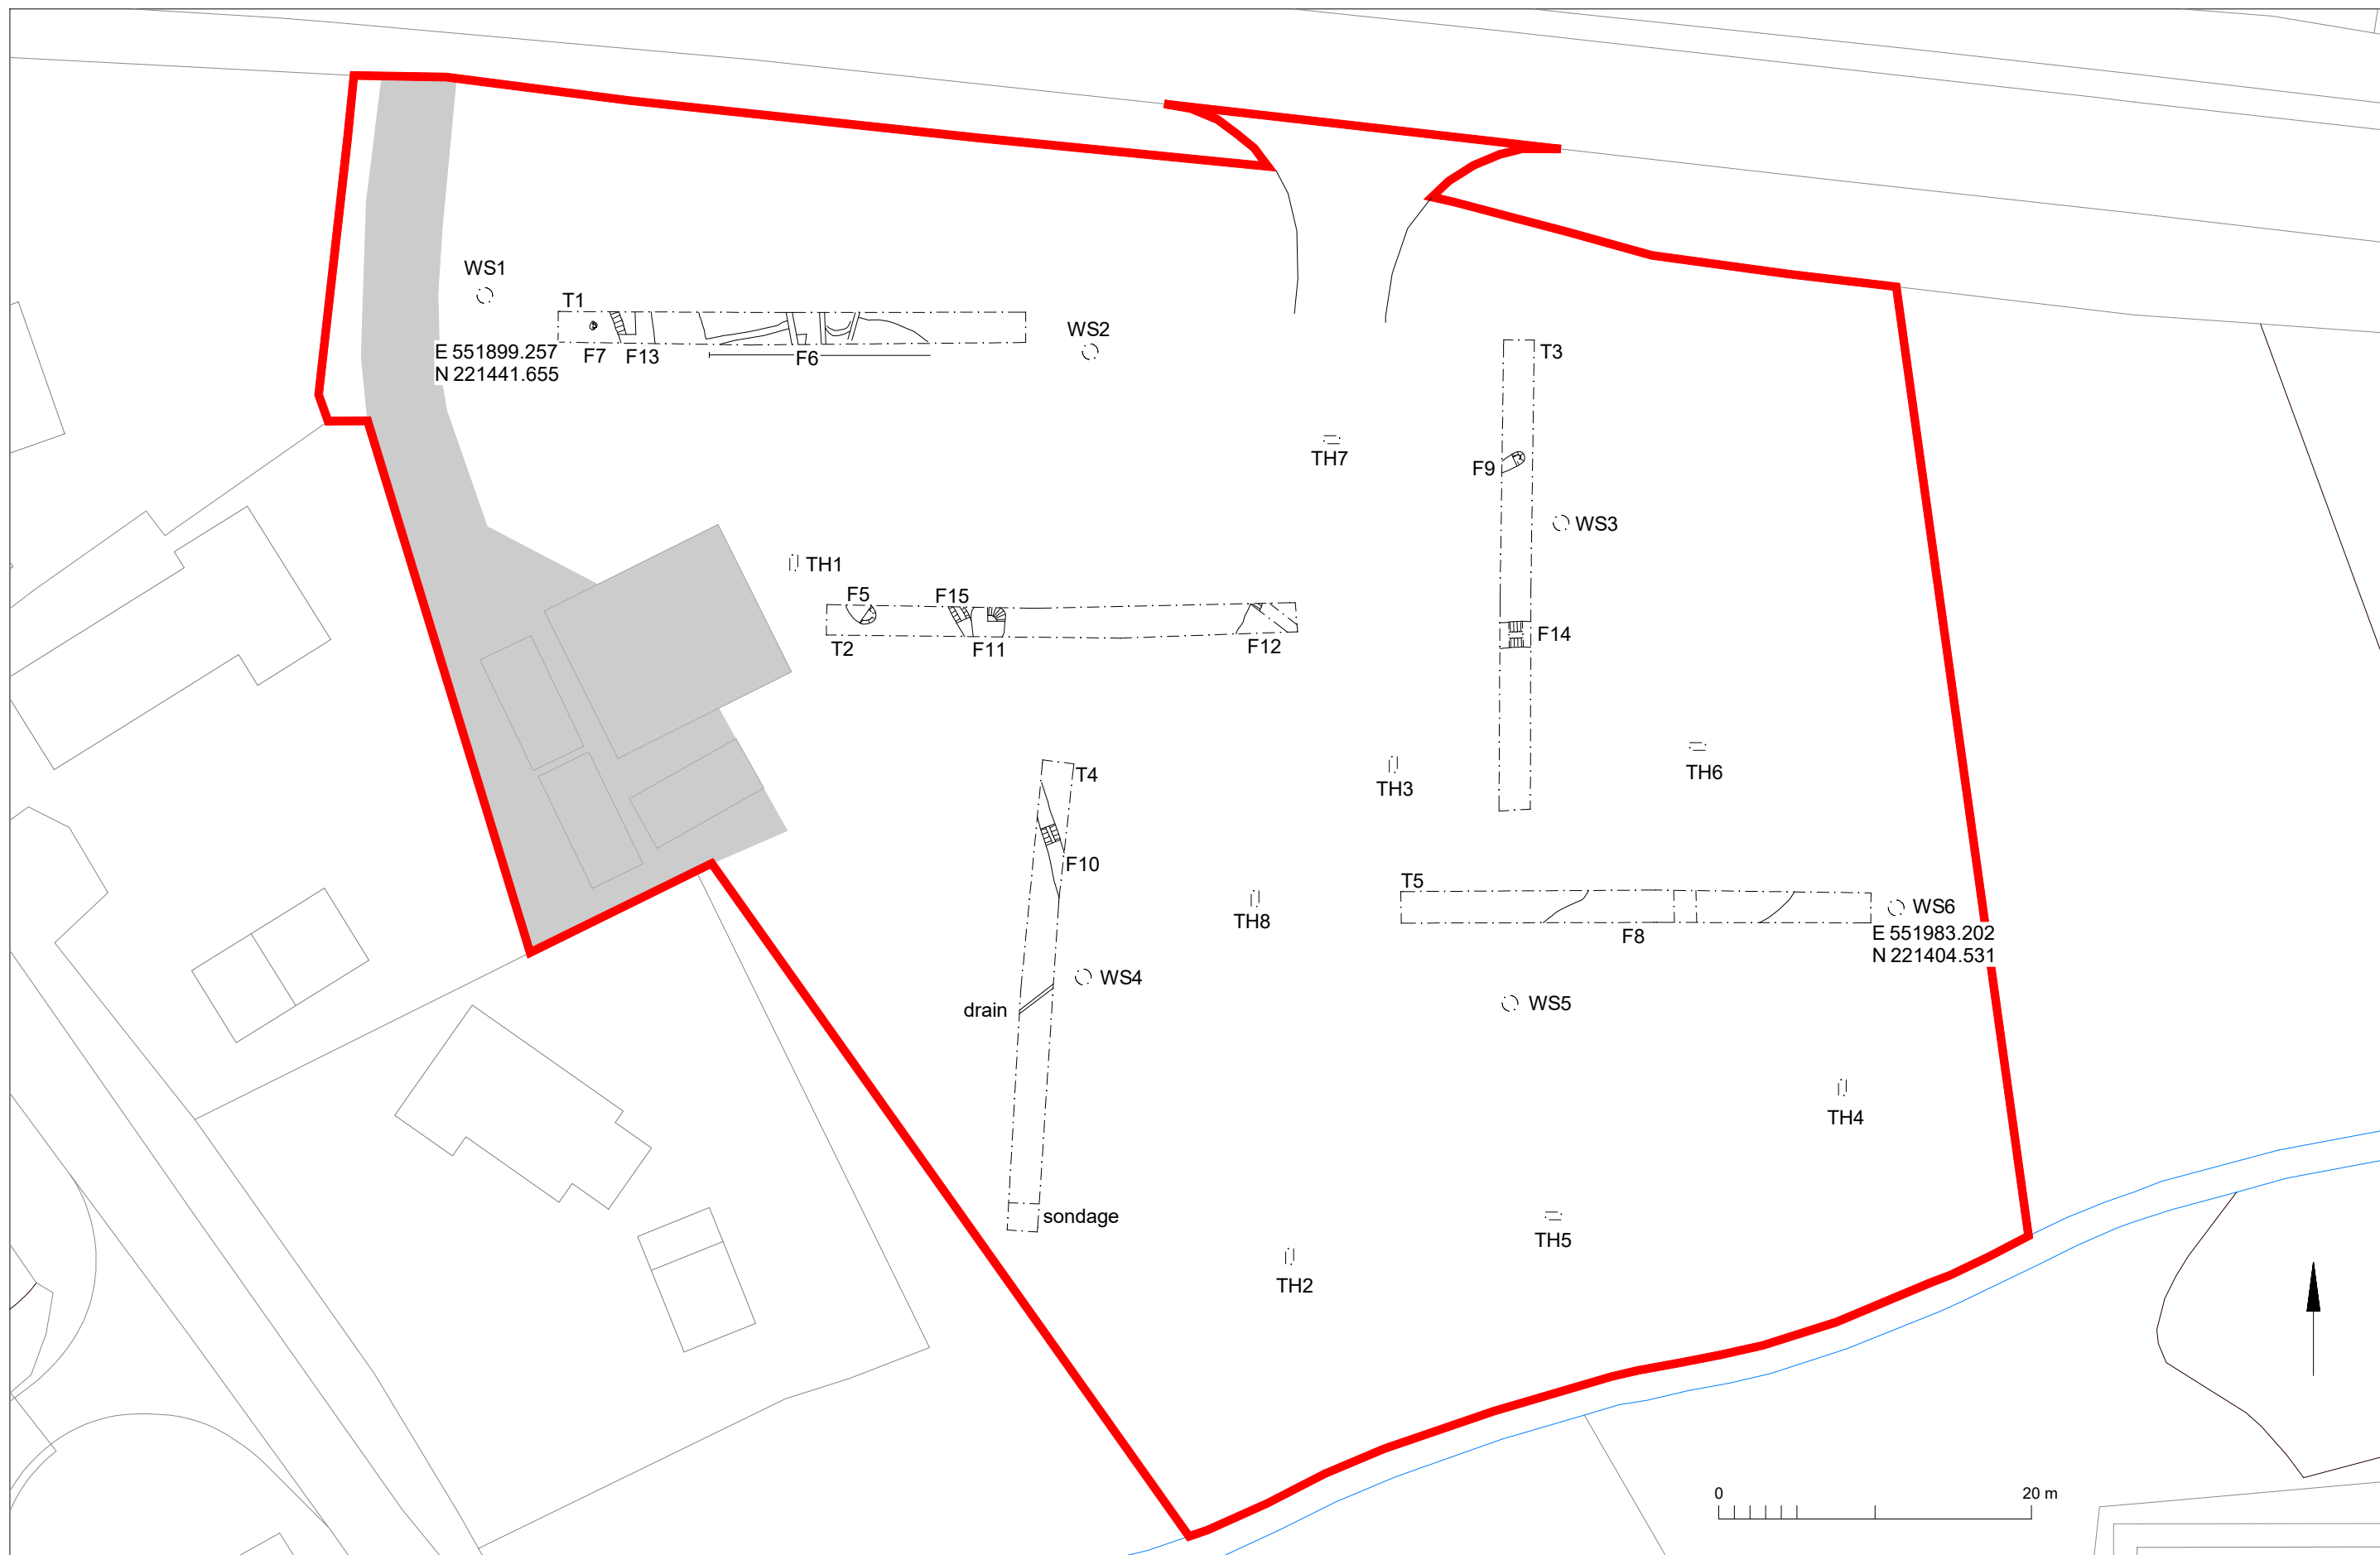 WS1
T1
WS2
E 551899.257
N 221441.655
F7
F13
F6
T3
TH7
F9
WS3
TH1
F5
F15
T2
F11
F12
F14
T4
TH3
TH6
F10
T5
TH8
WS6
F8
E 551983.202
N 221404.531
WS4
WS5
drain
TH4
sondage
TH5
TH2
0
20 m